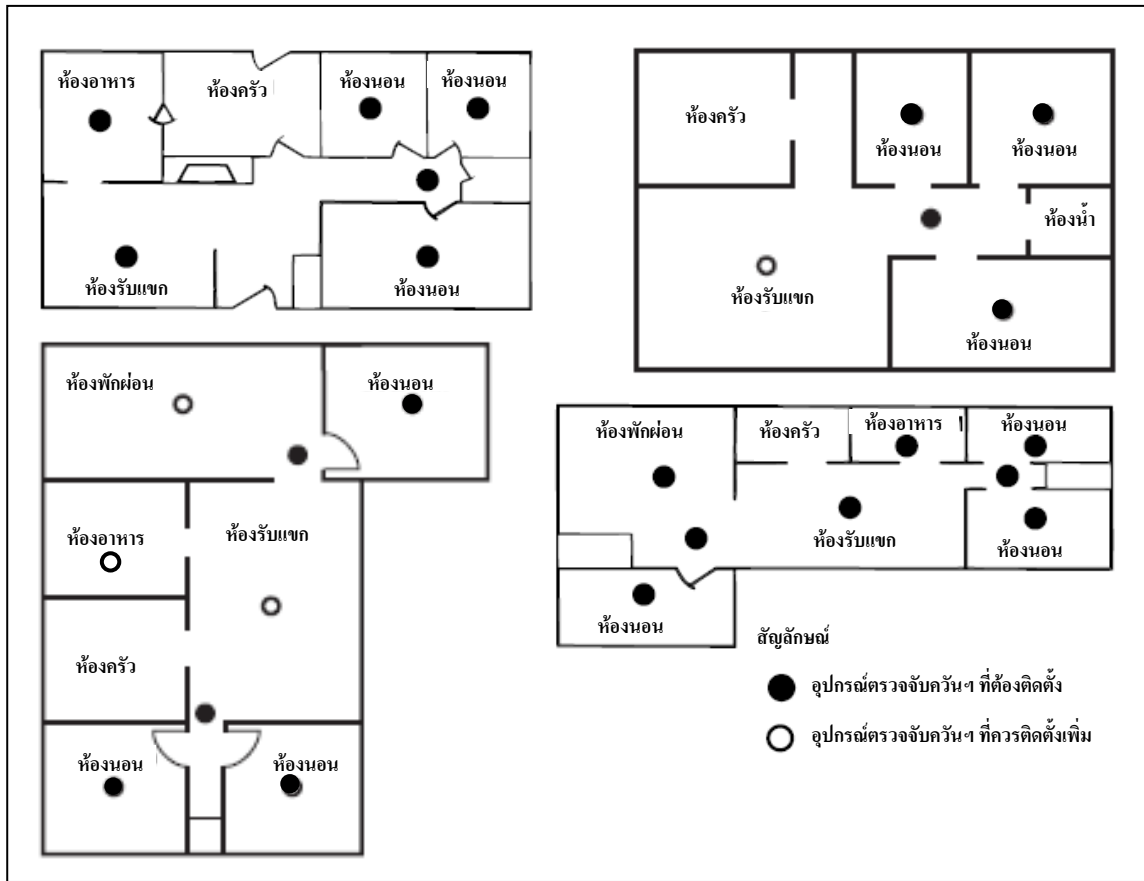 ห้องอาหาร
ห้องครัว
ห้องนอน
ห้องนอน
ห้องรับแขก
ห้องนอน
ห้องครัว
ห้องนอน
ห้องนอน
ห้องน้ำ
ห้องรับแขก
ห้องนอน
ห้องพักผ่อน
ห้องนอน
ห้องอาหาร
ห้องรับแขก
ห้องครัว
ห้องนอน
ห้องนอน
ห้องพักผ่อน
ห้องครัว
ห้องอาหาร
ห้องนอน
ห้องรับแขก
ห้องนอน
ห้องนอน
สัญลักษณ์
อุปกรณ์ตรวจจับควันฯ ที่ต้องติดตั้ง
อุปกรณ์ตรวจจับควันฯ ที่ควรติดตั้งเพิ่ม